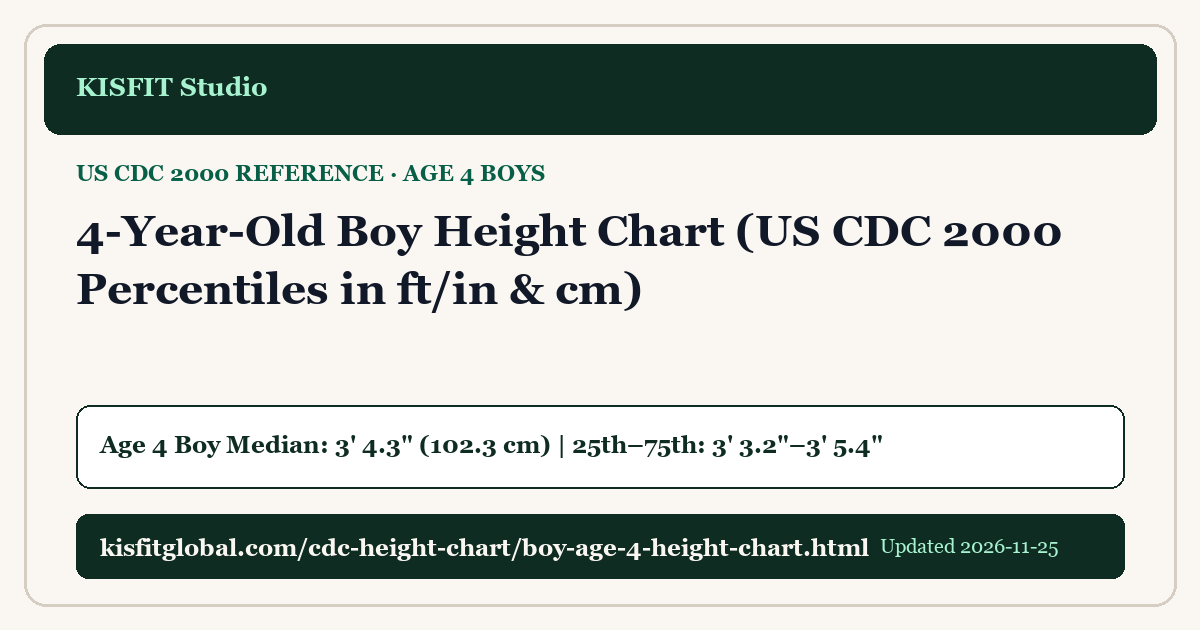 KISFIT Studio
US CDC 2000 REFERENCE · AGE 4 BOYS
4-Year-Old Boy Height Chart (US CDC 2000
Percentiles in ft/in & cm)
Age 4 Boy Median: 3' 4.3" (102.3 cm) | 25th–75th: 3' 3.2"–3' 5.4"
kisfitglobal.com/cdc-height-chart/boy-age-4-height-chart.html Updated 2026-11-25